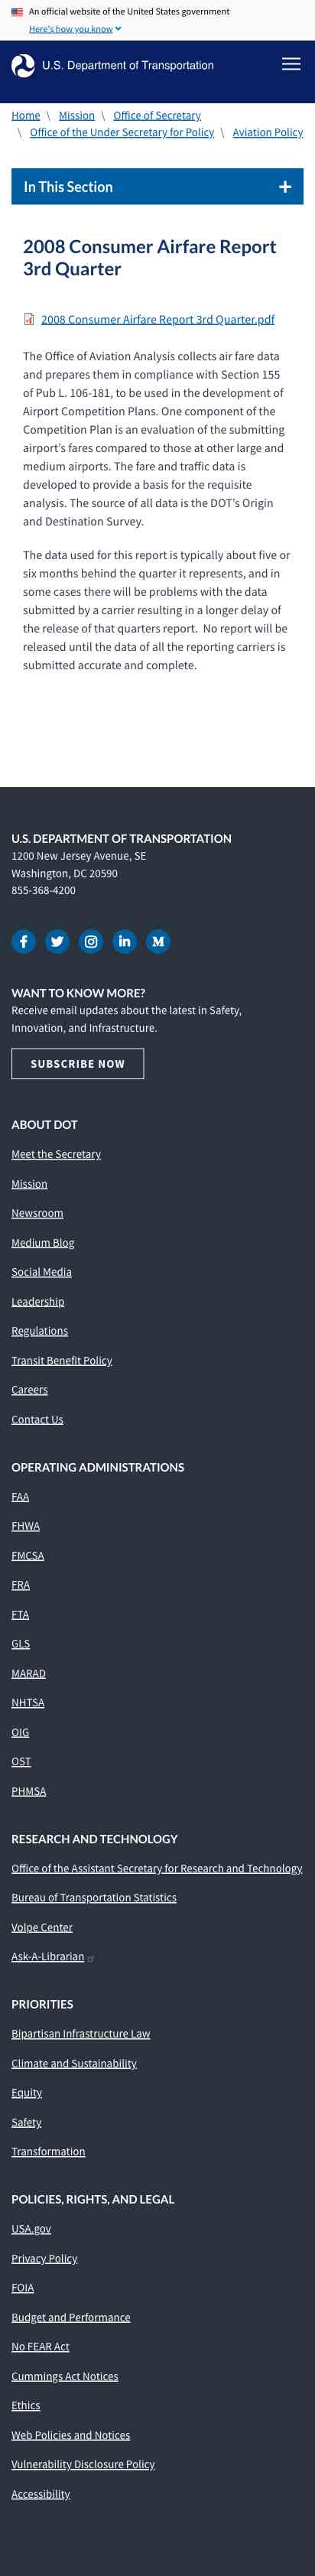 An official website of the United States government
Here's how you know
U.S. Department of Transportation
Home \ Mission \ Office of Secretary
\ Office of the Under Secretary for Policy \ Aviation Policy
In This Section
2008 Consumer Airfare Report
3rd Quarter
2008 Consumer Airfare Report 3rd Quarter.pdf
The Office of Aviation Analysis collects air fare data
and prepares them in compliance with Section 155
of Pub L. 106-181, to be used in the development of
Airport Competition Plans. One component of the
Competition Plan is an evaluation of the submitting
airport's fares compared to those at other large and
medium airports. The fare and traffic data is
developed to provide a basis for the requisite
analysis. The source of all data is the DOT's Origin
and Destination Survey.
The data used for this report is typically about five or
six months behind the quarter it represents, and in
some cases there will be problems with the data
submitted by a carrier resulting in a longer delay of
the release of that quarters report. No report will be
released until the data of all the reporting carriers is
submitted accurate and complete.
U.S. DEPARTMENT OF TRANSPORTATION
1200 New Jersey Avenue, SE
Washington, DC 20590
855-368-4200
WANT TO KNOW MORE?
Receive email updates about the latest in Safety,
Innovation, and Infrastructure.
SUBSCRIBE NOW
ABOUT DOT
Meet the Secretary
Mission
Newsroom
Medium Blog
Social Media
Leadership
Regulations
Transit Benefit Policy
Careers
Contact Us
OPERATING ADMINISTRATIONS
FAA
FHWA
FMCSA
FRA
FTA
GLS
MARAD
NHTSA
OIG
OST
PHMSA
RESEARCH AND TECHNOLOGY
Office of the Assistant Secretary for Research and Technology
Bureau of Transportation Statistics
Volpe Center
Ask-A-Librarian
PRIORITIES
Bipartisan Infrastructure Law
Climate and Sustainability
Equity
Safety
Transformation
POLICIES, RIGHTS, AND LEGAL
USA.gov
Privacy Policy
FOIA
Budget and Performance
No FEAR Act
Cummings Act Notices
Ethics
Web Policies and Notices
Vulnerability Disclosure Policy
Accessibility